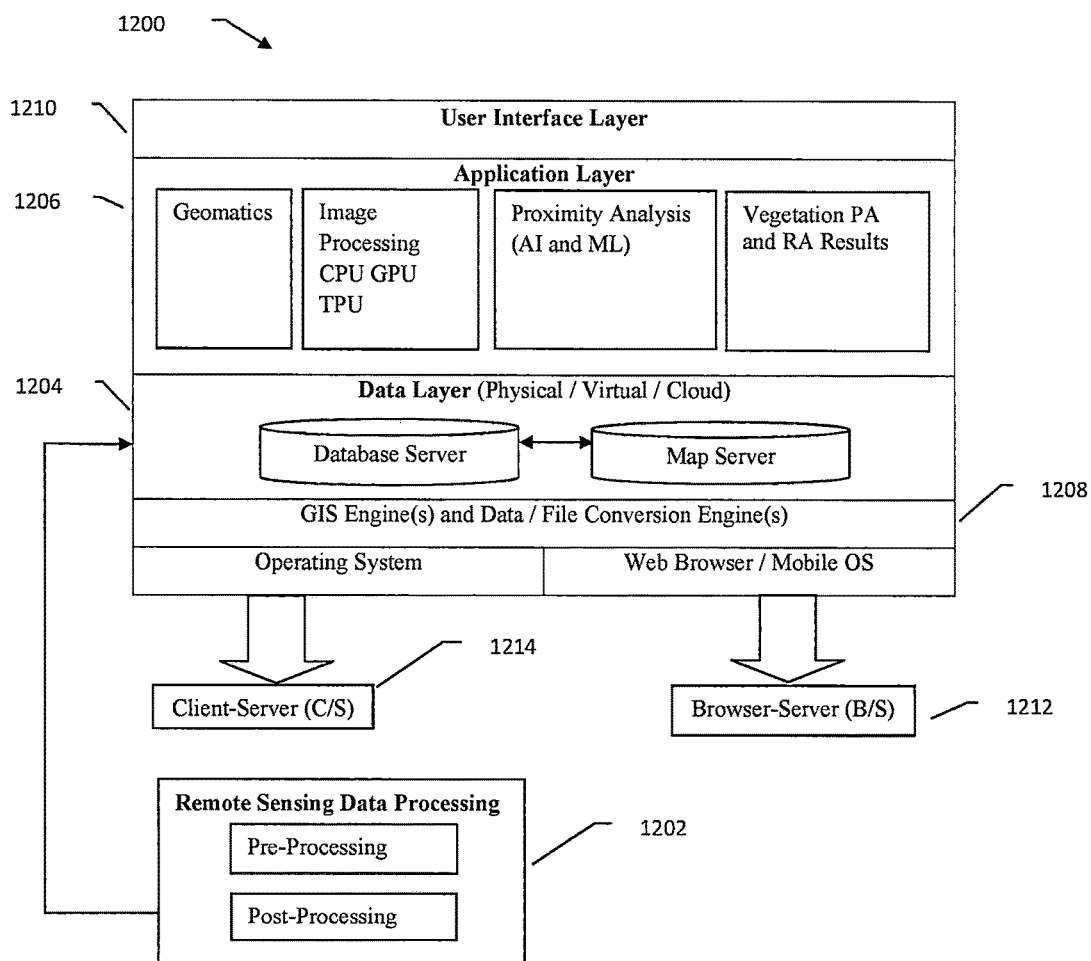 1200
1210
User Interface Layer
Application Layer
1206
Geomatics
Image
Processing
CPU GPU
TPU
Proximity Analysis
(AI and ML)
Vegetation PA
and RA Results
1204
Data Layer (Physical / Virtual / Cloud)
Database Server
Map Server
1208
GIS Engine(s) and Data / File Conversion Engine(s)
Operating System
Web Browser / Mobile OS
1214
Client-Server (C/S)
Browser-Server (B/S)
1212
Remote Sensing Data Processing
1202
Pre-Processing
Post-Processing